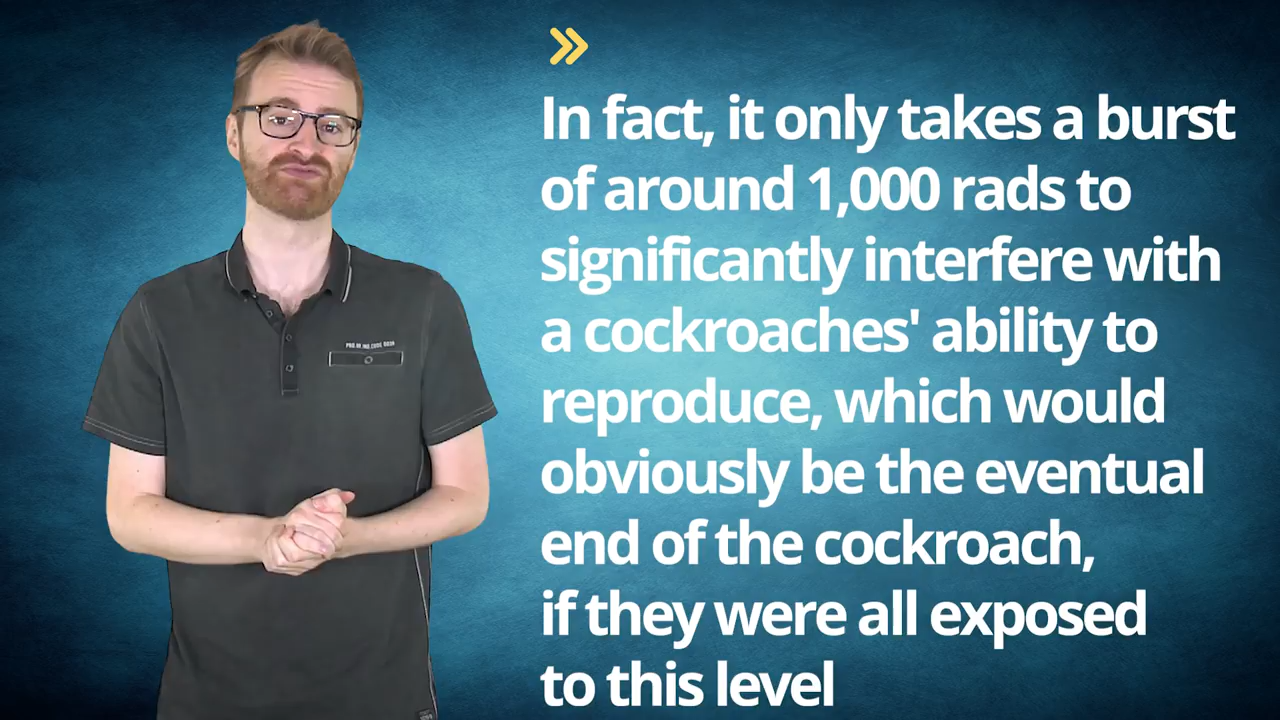 In fact, it only takes a burst
of around 1,000 rads to
significantly interfere with
a cockroaches' ability to
reproduce, which would
obviously be the eventual
end of the cockroach,
if they were all exposed
to this level